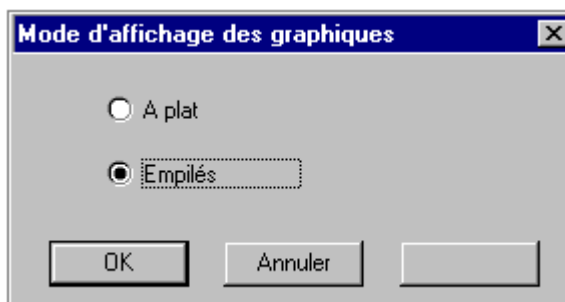 Mode d'affichage des graphiques
A plat
Empilés
OK
Annuler